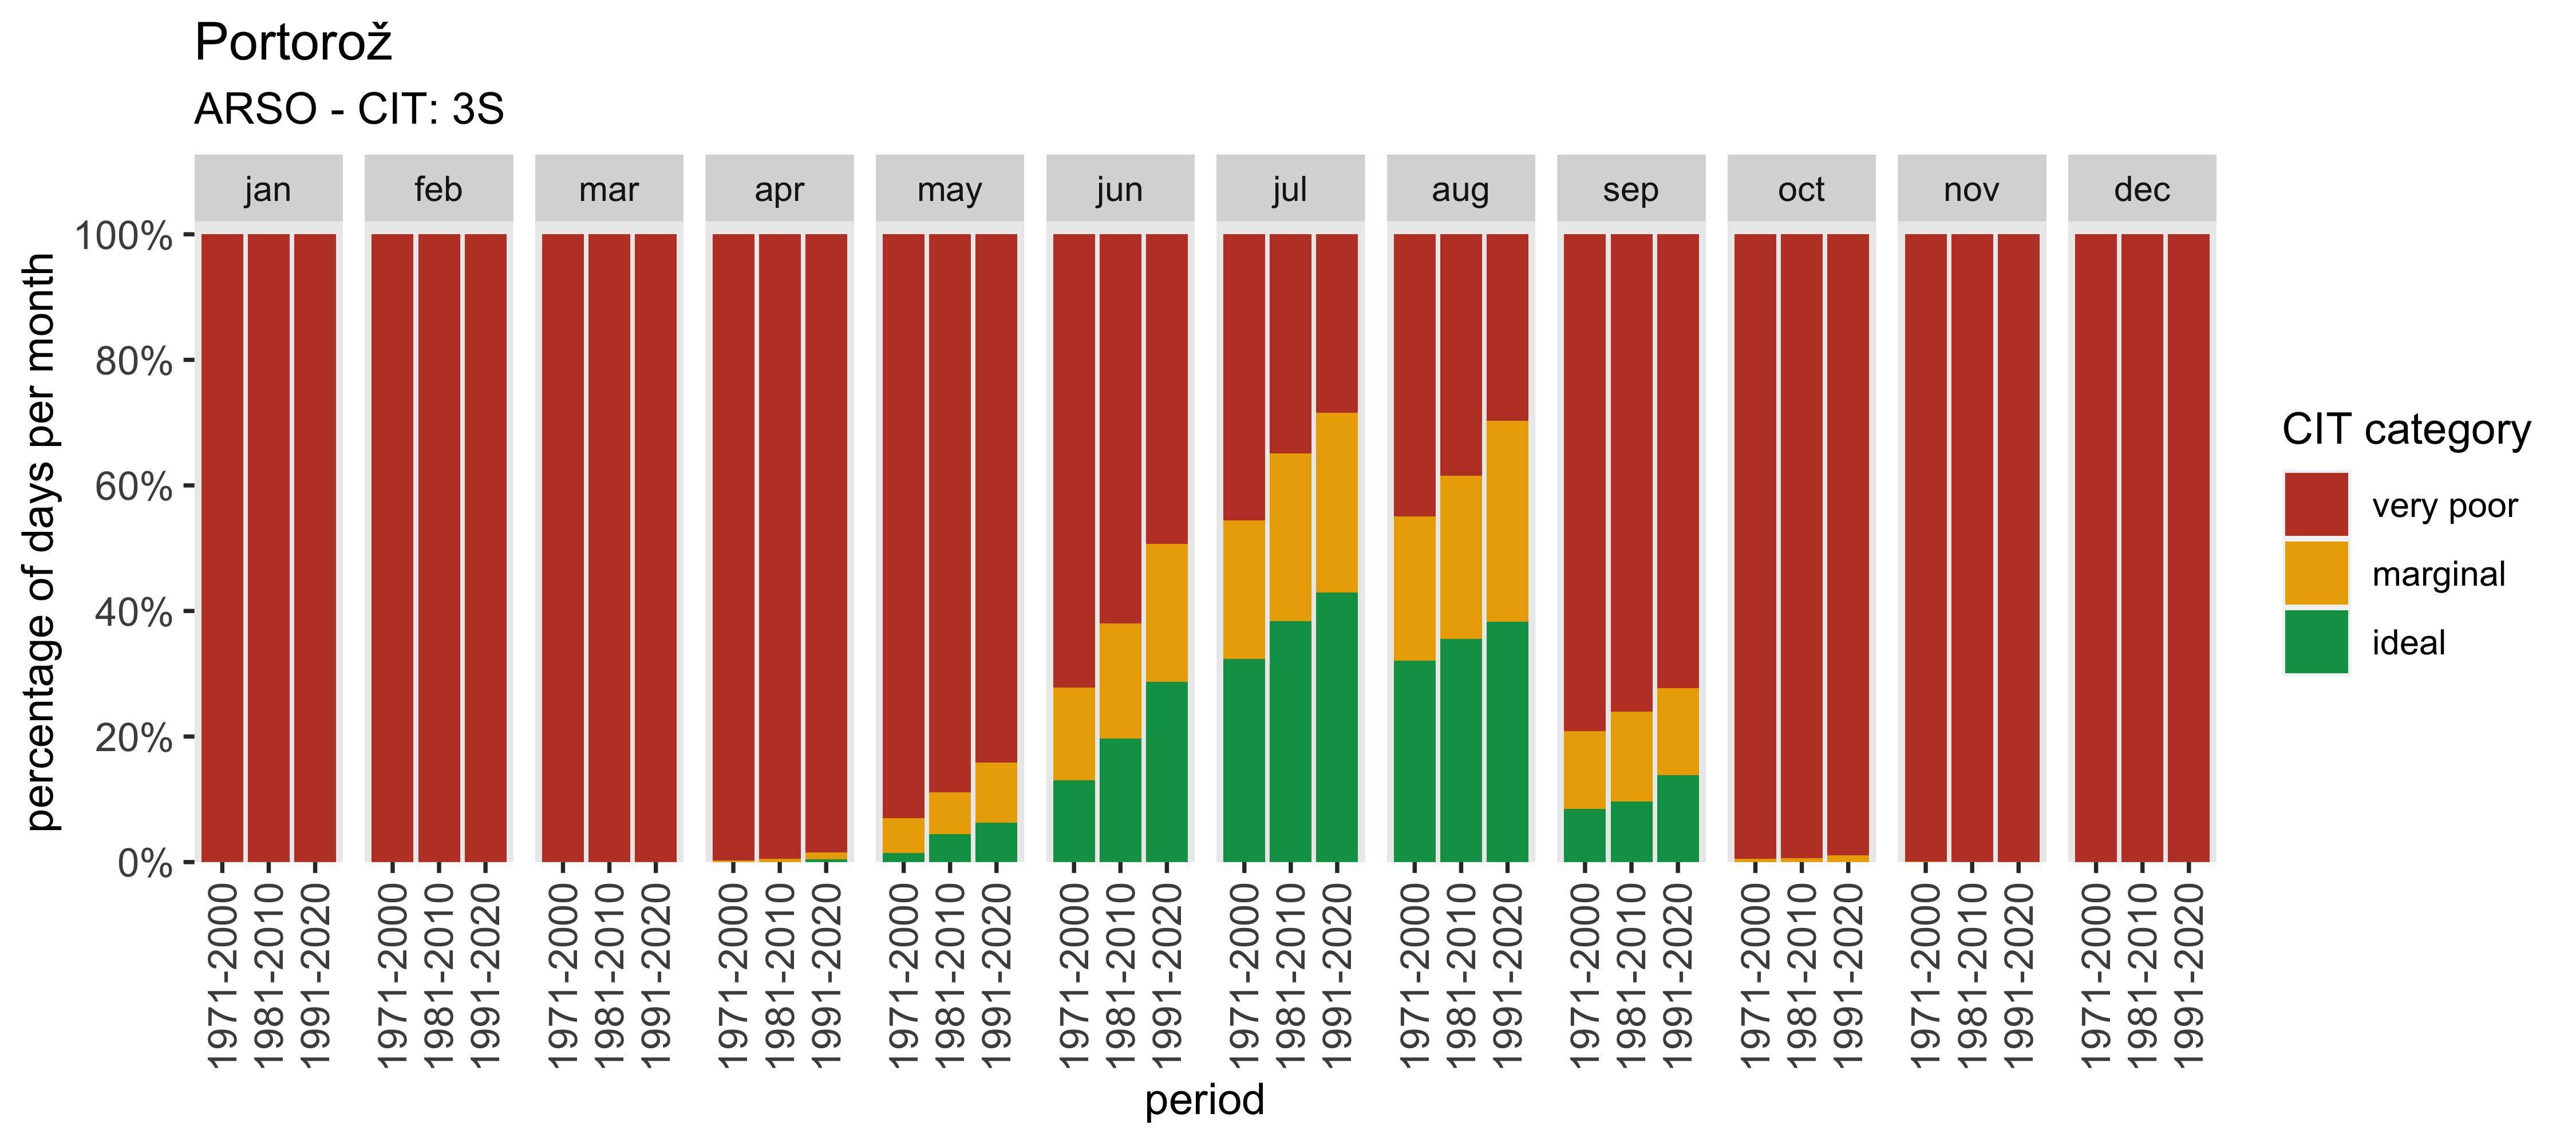 Portorož
ARSO - CIT: 3S
jan feb mar apr may jun jul aug sep oct nov dec
percentage of days per month
100%
80%
60%
40%
20%
0%
1971-2000 1981-2010 1991-2020 1971-2000 1981-2010 1991-2020 1971-2000 1981-2010 1991-2020 1971-2000 1981-2010 1991-2020 1971-2000 1981-2010 1991-2020 1971-2000 1981-2010 1991-2020 1971-2000 1981-2010 1991-2020 1971-2000 1981-2010 1991-2020 1971-2000 1981-2010 1991-2020 1971-2000 1981-2010 1991-2020 1971-2000 1981-2010 1991-2020 1971-2000 1981-2010 1991-2020
period
CIT category
very poor
marginal
ideal